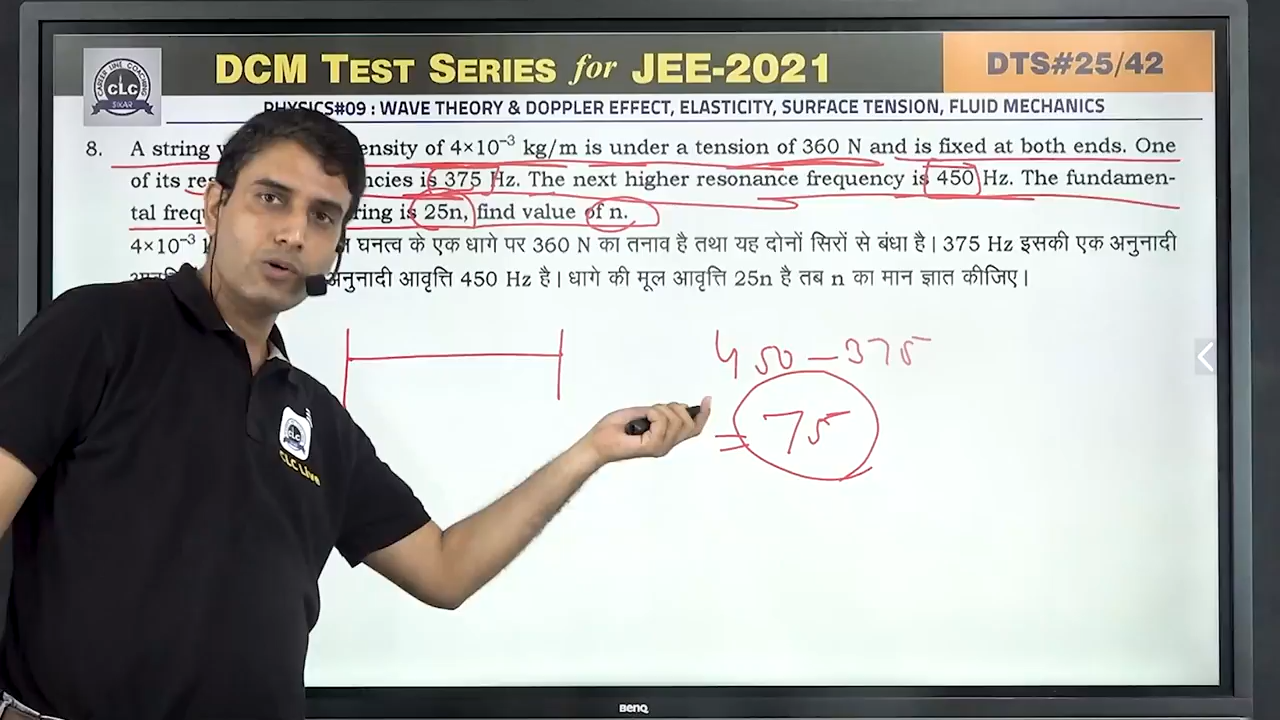 DCM TEST SERIES for JEE-2021
DTS#25/42
CAREER LINE COACHING
CLC
SIKAR
PHYSICS#09 : WAVE THEORY & DOPPLER EFFECT, ELASTICITY, SURFACE TENSION, FLUID MECHANICS
8. A string ensity of 4×10⁻³ kg/m is under a tension of 360 N and is fixed at both ends. One
of its re ncies is 375 Hz. The next higher resonance frequency is 450 Hz. The fundamen-
tal freq ring is 25n, find value of n.
4×10⁻³ घनत्व के एक धागे पर 360 N का तनाव है तथा यह दोनों सिरों से बंधा है | 375 Hz इसकी एक अनुनादी
अनुनादी आवृत्ति 450 Hz है | धागे की मूल आवृत्ति 25n है तब n का मान ज्ञात कीजिए |
450 – 375
= 75
CLC Live
BenQ